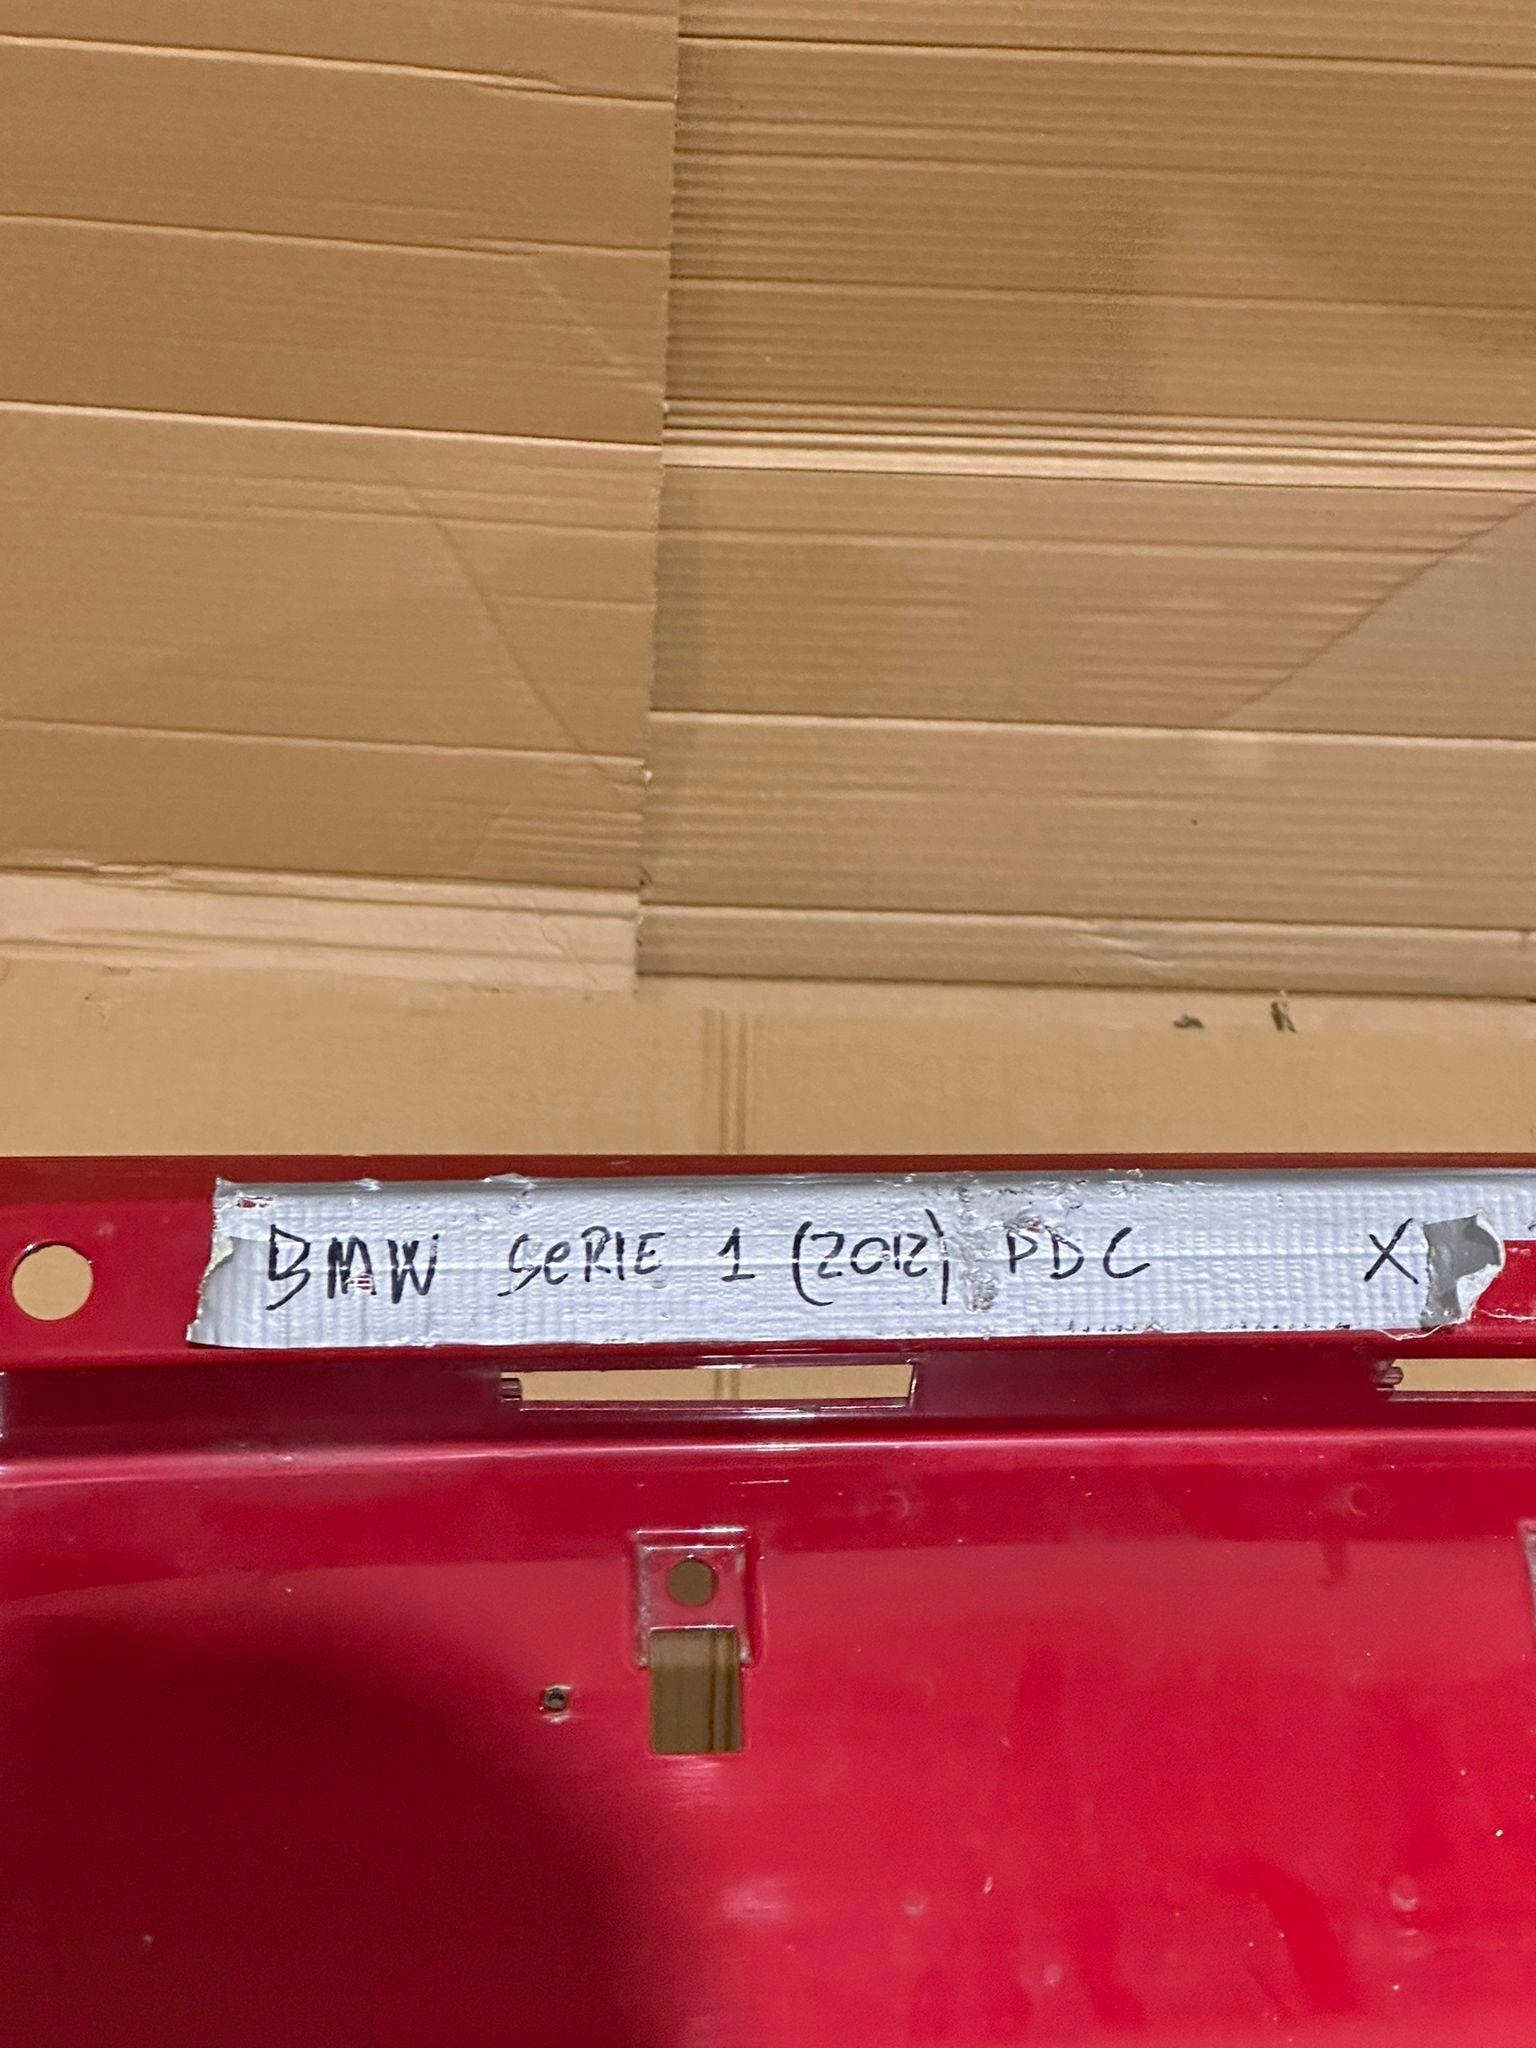 BMW SERIE 1 (2012) PDC X